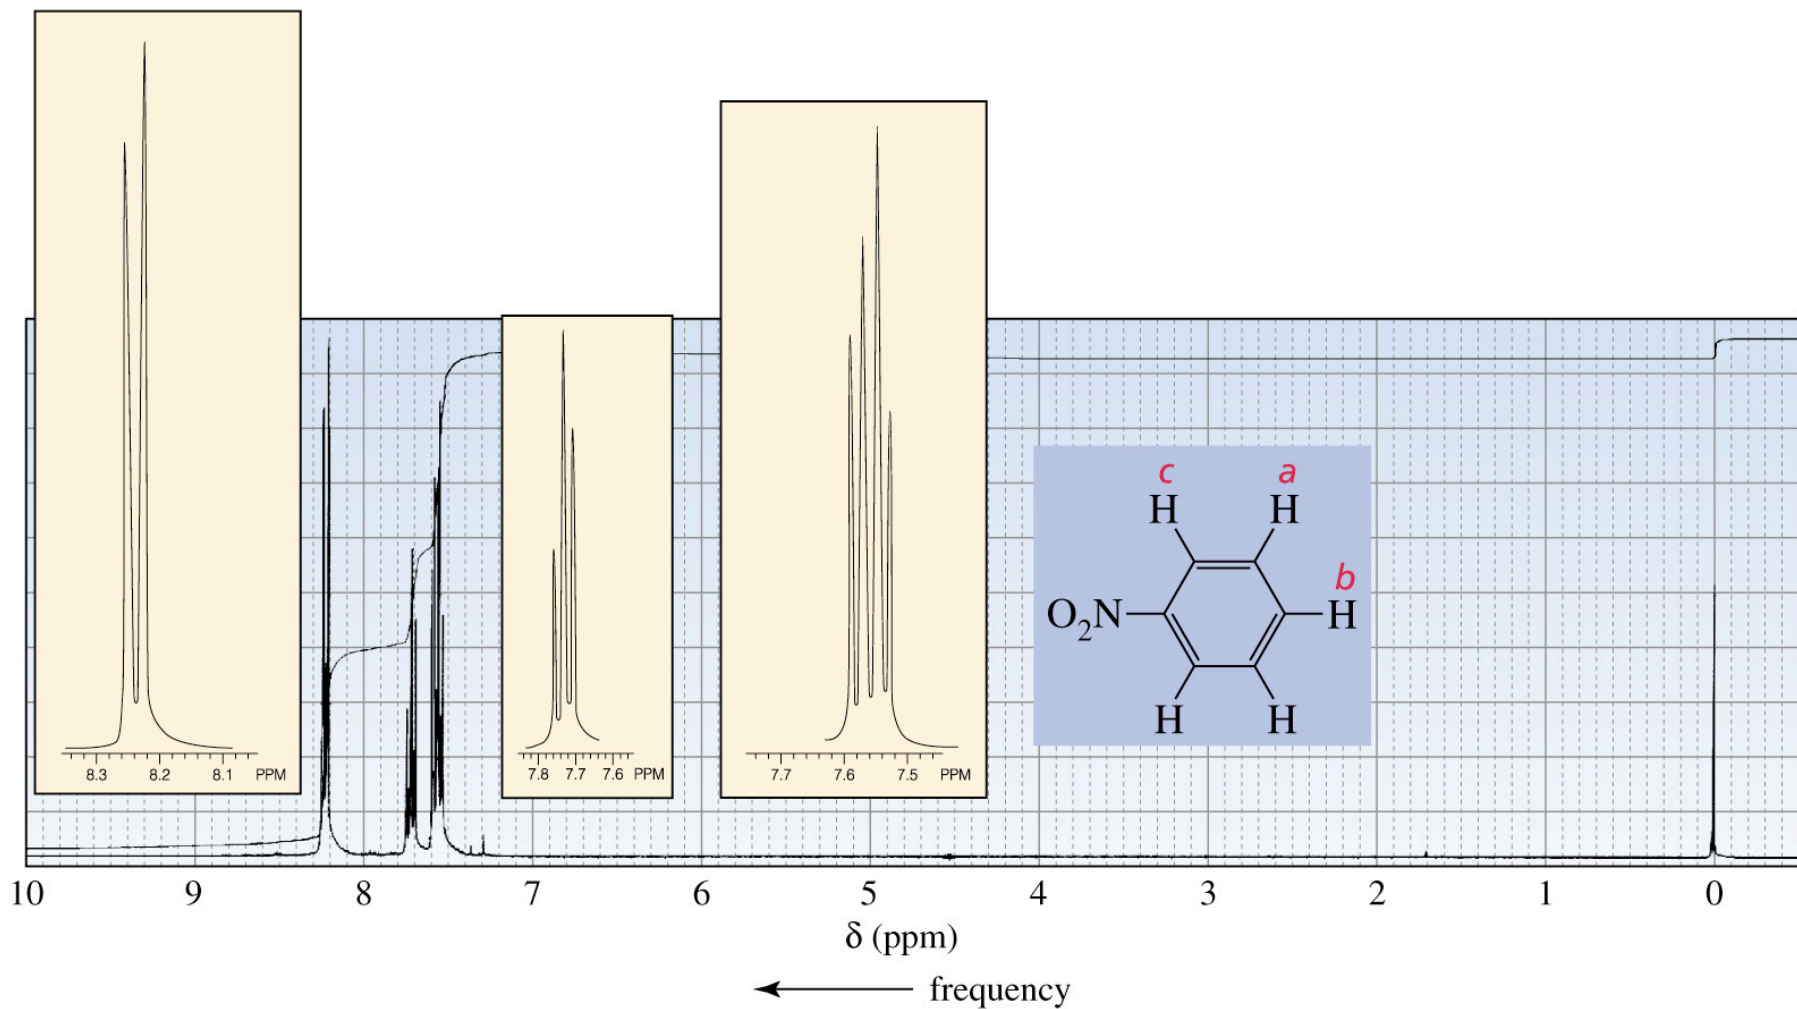 8.3 8.2 8.1 PPM
7.8 7.7 7.6 PPM
7.7 7.6 7.5 PPM
c a
H H
b
O₂N H
H H
10 9 8 7 6 5 4 3 2 1 0
δ (ppm)
frequency